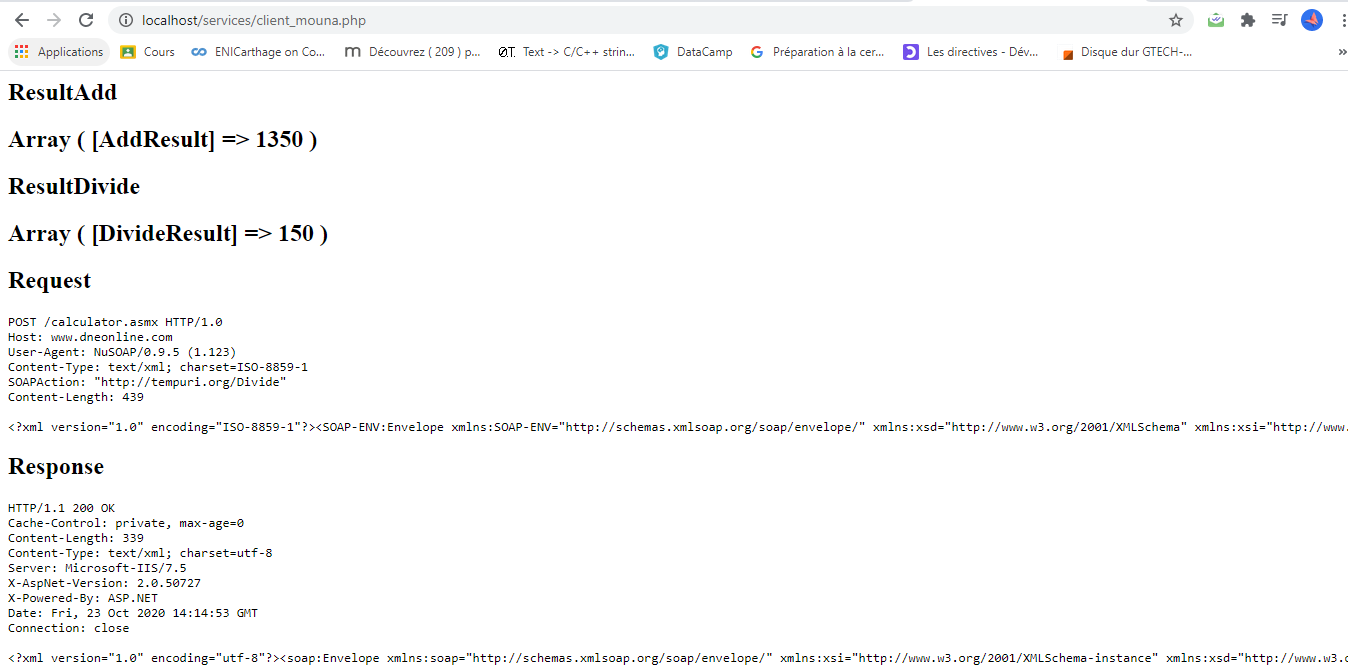 localhost/services/client_mouna.php
Applications Cours ENICarthage on Co... Découvrez ( 209 ) p... Text -> C/C++ strin... DataCamp Préparation à la cer... Les directives - Dév... Disque dur GTECH-... »
ResultAdd
Array ( [AddResult] => 1350 )
ResultDivide
Array ( [DivideResult] => 150 )
Request
POST /calculator.asmx HTTP/1.0
Host: www.dneonline.com
User-Agent: NuSOAP/0.9.5 (1.123)
Content-Type: text/xml; charset=ISO-8859-1
SOAPAction: "http://tempuri.org/Divide"
Content-Length: 439
<?xml version="1.0" encoding="ISO-8859-1"?><SOAP-ENV:Envelope xmlns:SOAP-ENV="http://schemas.xmlsoap.org/soap/envelope/" xmlns:xsd="http://www.w3.org/2001/XMLSchema" xmlns:xsi="http://www.
Response
HTTP/1.1 200 OK
Cache-Control: private, max-age=0
Content-Length: 339
Content-Type: text/xml; charset=utf-8
Server: Microsoft-IIS/7.5
X-AspNet-Version: 2.0.50727
X-Powered-By: ASP.NET
Date: Fri, 23 Oct 2020 14:14:53 GMT
Connection: close
<?xml version="1.0" encoding="utf-8"?><soap:Envelope xmlns:soap="http://schemas.xmlsoap.org/soap/envelope/" xmlns:xsi="http://www.w3.org/2001/XMLSchema-instance" xmlns:xsd="http://www.w3.o